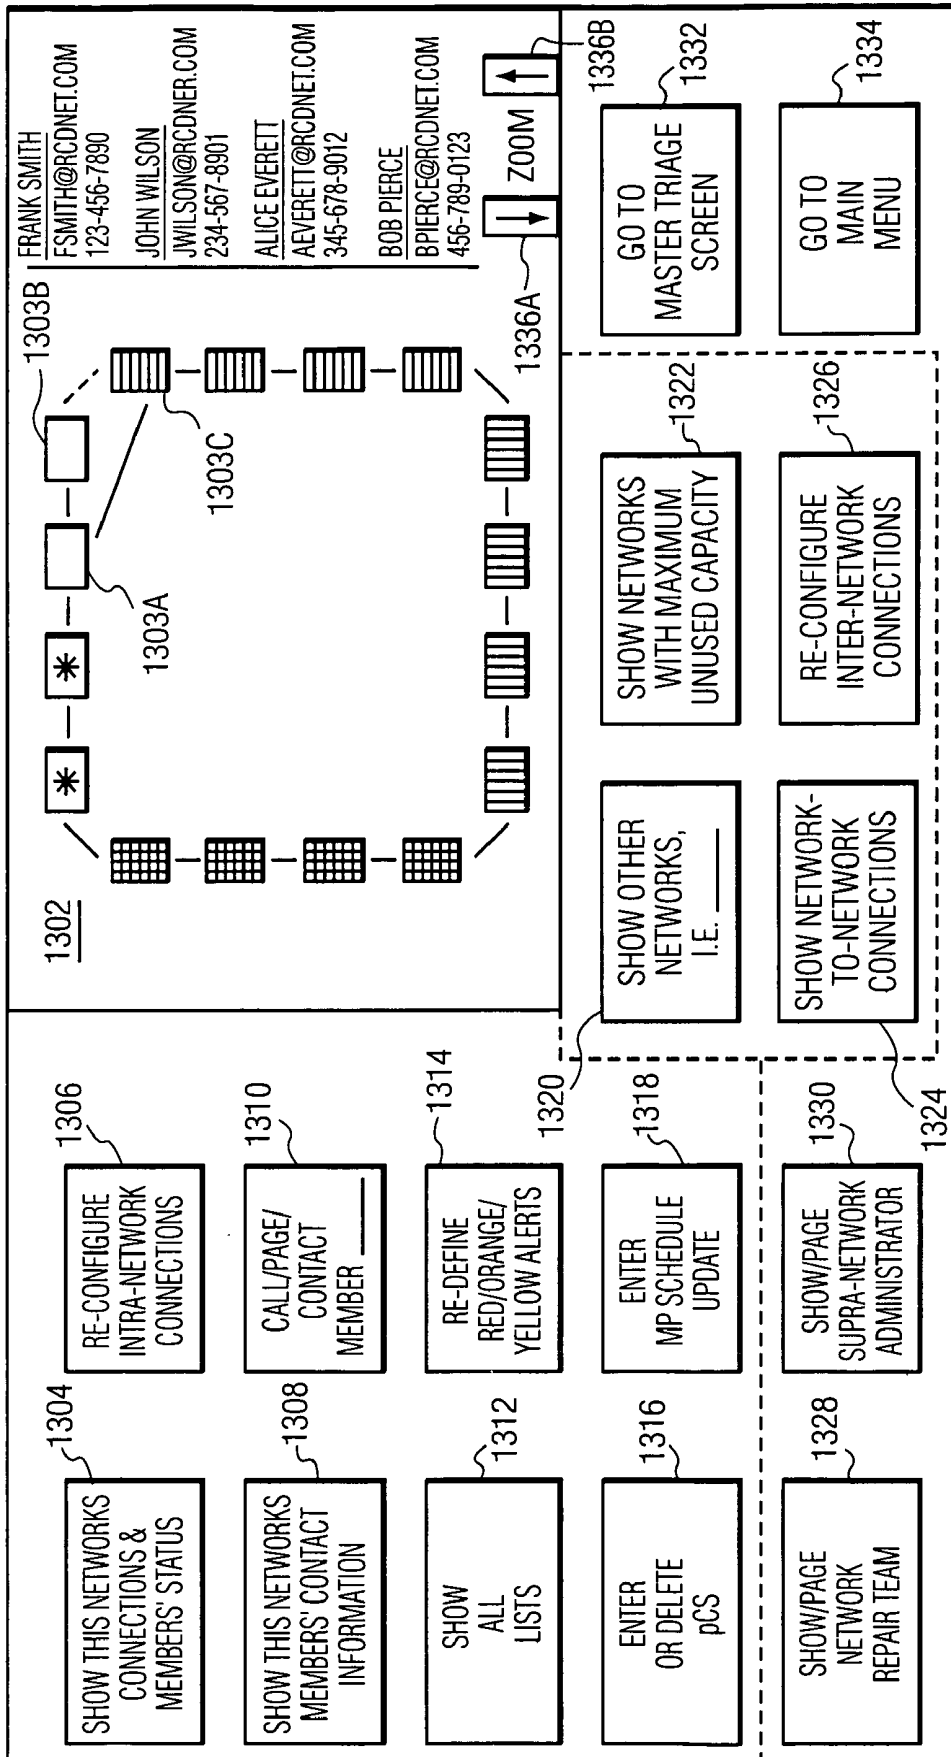 SHOW THIS NETWORKS
CONNECTIONS &
MEMBERS' STATUS
1304
RE-CONFIGURE
INTRA-NETWORK
CONNECTIONS
1306
SHOW THIS NETWORKS
MEMBERS' CONTACT
INFORMATION
1308
CALL/PAGE/
CONTACT
MEMBER ____
1310
SHOW
ALL
LISTS
1312
RE-DEFINE
RED/ORANGE/
YELLOW ALERTS
1314
ENTER
OR DELETE
pCS
1316
ENTER
MP SCHEDULE
UPDATE
1318
SHOW/PAGE
NETWORK
REPAIR TEAM
1328
SHOW/PAGE
SUPRA-NETWORK
ADMINISTRATOR
1330
1302
1303A
1303B
1303C
FRANK SMITH
FSMITH@RCDNET.COM
123-456-7890
JOHN WILSON
JWILSON@RCDNER.COM
234-567-8901
ALICE EVERETT
AEVERETT@RCDNET.COM
345-678-9012
BOB PIERCE
BPIERCE@RCDNET.COM
456-789-0123
ZOOM
1336A
1336B
SHOW OTHER
NETWORKS,
I.E. ____
1320
SHOW NETWORKS
WITH MAXIMUM
UNUSED CAPACITY
1322
SHOW NETWORK-
TO-NETWORK
CONNECTIONS
1324
RE-CONFIGURE
INTER-NETWORK
CONNECTIONS
1326
GO TO
MASTER TRIAGE
SCREEN
1332
GO TO
MAIN
MENU
1334